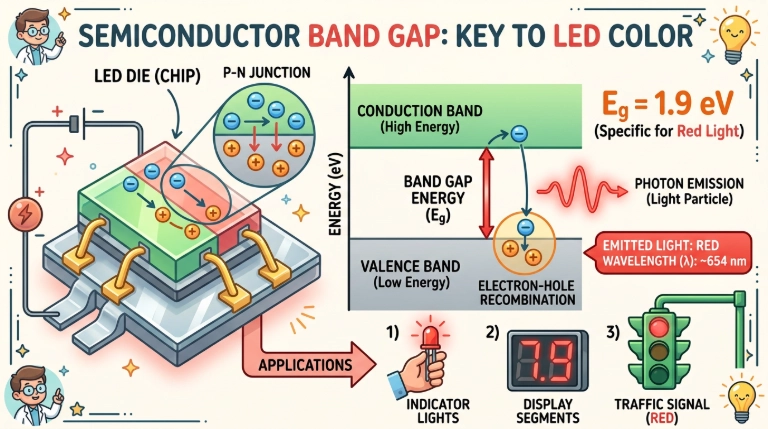 SEMICONDUCTOR BAND GAP: KEY TO LED COLOR
LED DIE (CHIP)
P-N JUNCTION
ENERGY (eV)
CONDUCTION BAND
(High Energy)
BAND GAP
ENERGY
(Eg)
VALENCE BAND
(Low Energy)
ELECTRON-HOLE
RECOMBINATION
Eg = 1.9 eV
(Specific for Red Light)
PHOTON EMISSION
(Light Particle)
EMITTED LIGHT: RED
WAVELENGTH (λ): ~654 nm
APPLICATIONS
1)
INDICATOR
LIGHTS
2)
7.9
DISPLAY
SEGMENTS
3)
TRAFFIC SIGNAL
(RED)